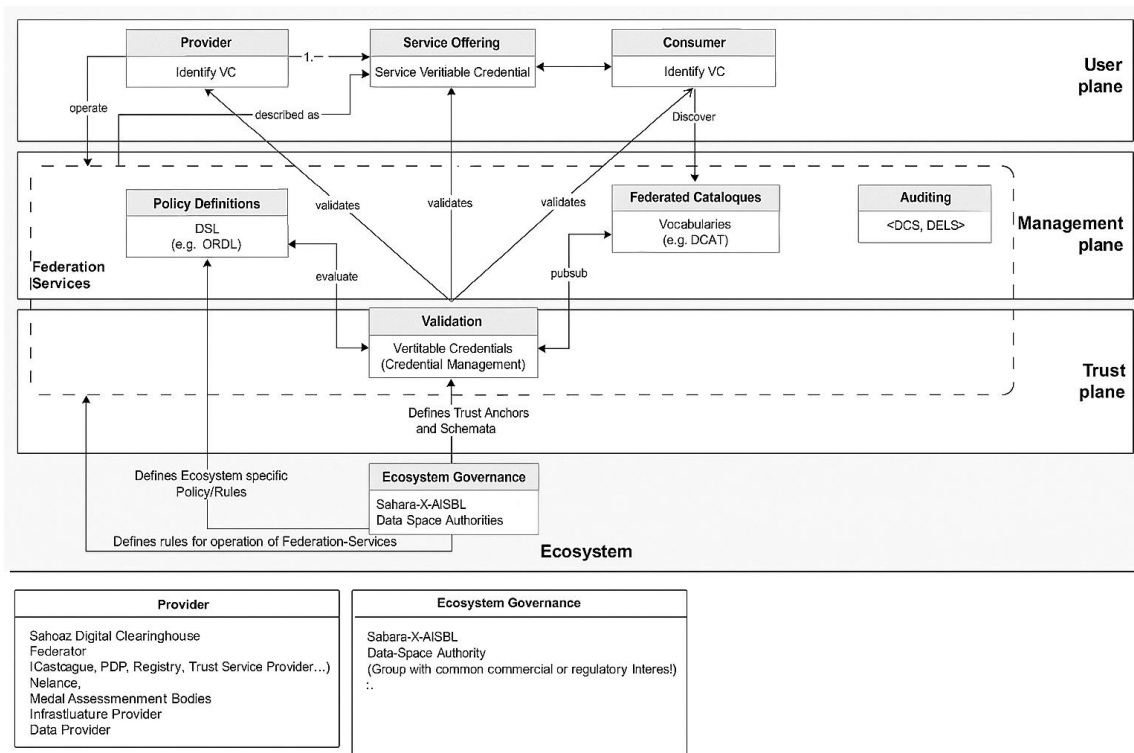 Provider
Identify VC
1.
Service Offering
Service Veritiable Credential
Consumer
Identify VC
User
plane
operate
described as
Discover
validates
validates
validates
Policy Definitions
DSL
(e.g. ORDL)
Federated Cataloques
Vocabularies
(e.g. DCAT)
Auditing
<DCS, DELS>
Management
plane
Federation
Services
evaluate
pubsub
Validation
Vertitable Credentials
(Credential Management)
Trust
plane
Defines Trust Anchors
and Schemata
Defines Ecosystem specific
Policy/Rules
Ecosystem Governance
Sahara-X-AISBL
Data Space Authorities
Defines rules for operation of Federation-Services
Ecosystem
Provider
Sahoaz Digital Clearinghouse
Federator
ICastcague, PDP, Registry, Trust Service Provider...)
Nelance,
Medal Assessmenment Bodies
Infrastluature Provider
Data Provider
Ecosystem Governance
Sabara-X-AISBL
Data-Space Authority
(Group with common commercial or regulatory Interes!)
:.